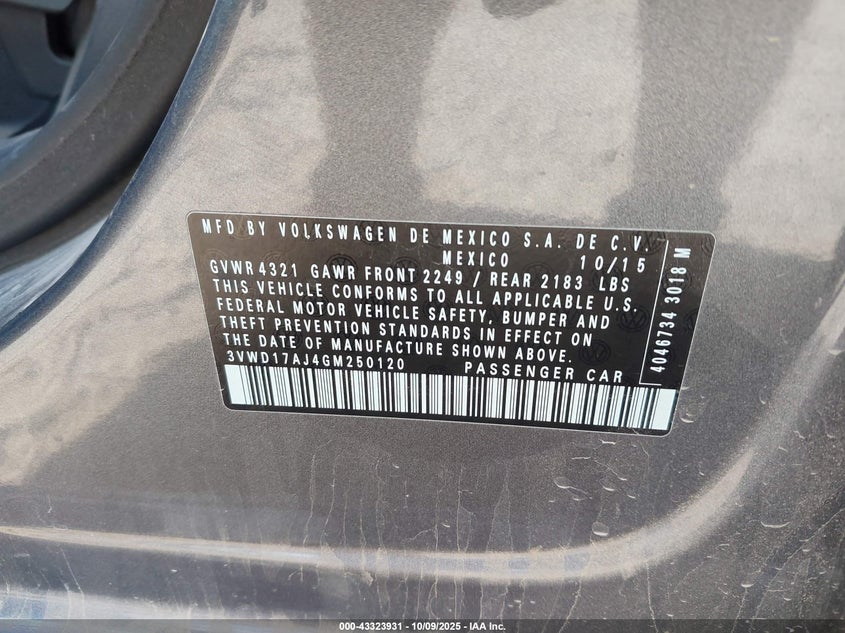 MFD BY VOLKSWAGEN DE MEXICO S.A. DE C.V.
MEXICO 10/15
GVWR 4321 GAWR FRONT 2249 / REAR 2183 LBS
THIS VEHICLE CONFORMS TO ALL APPLICABLE U.S.
FEDERAL MOTOR VEHICLE SAFETY, BUMPER AND
THEFT PREVENTION STANDARDS IN EFFECT ON
THE DATE OF MANUFACTURE SHOWN ABOVE.
3VWD17AJ4GM250120 PASSENGER CAR
4046734 3018 M
000-43323931 - 10/09/2025 - IAA Inc.